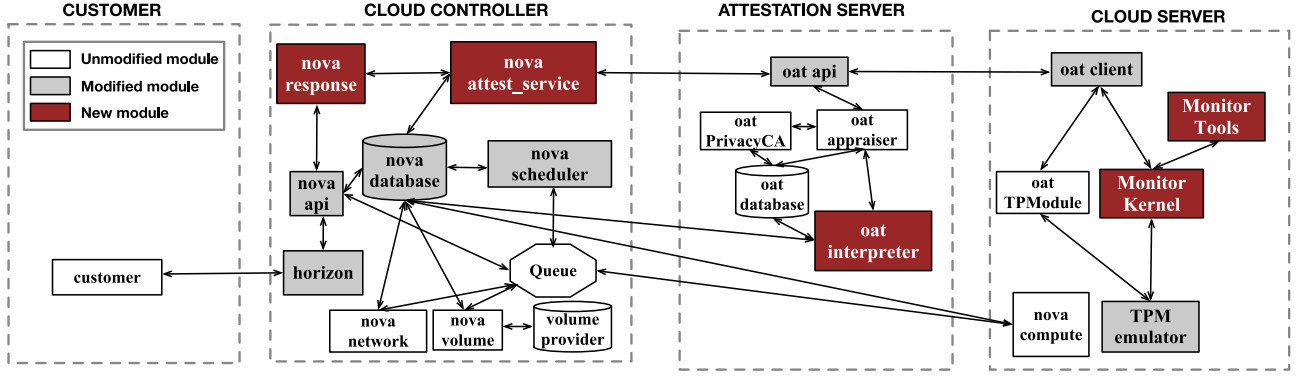 CUSTOMER
Unmodified module
Modified module
New module
customer
CLOUD CONTROLLER
nova
response
nova
attest_service
nova
database
nova
scheduler
nova
api
horizon
Queue
nova
network
nova
volume
volume
provider
ATTESTATION SERVER
oat api
oat
PrivacyCA
oat
appraiser
oat
database
oat
interpreter
CLOUD SERVER
oat client
Monitor
Tools
oat
TPModule
Monitor
Kernel
nova
compute
TPM
emulator